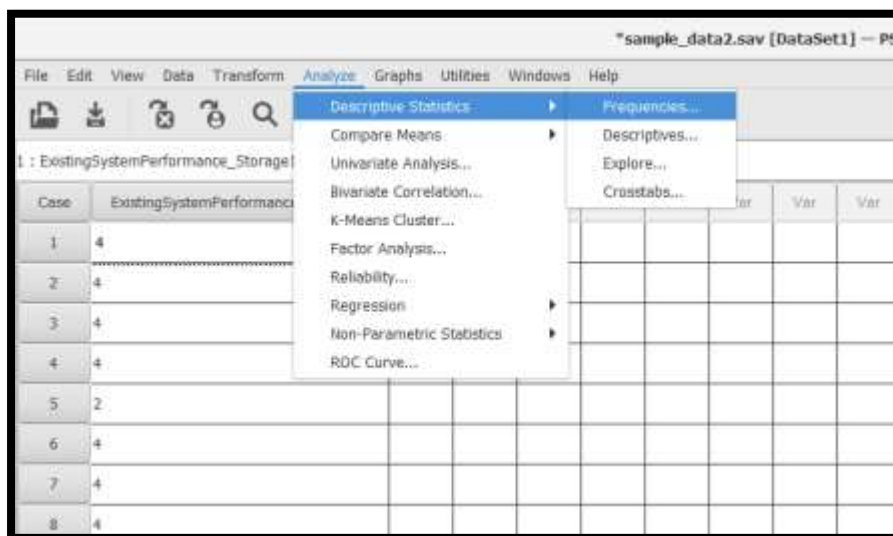 *sample_data2.sav [DataSet1] — PS
File Edit View Data Transform Analyze Graphs Utilities Windows Help
Descriptive Statistics
Frequencies...
Compare Means
Descriptives...
1 : ExistingSystemPerformance_Storage
Univariate Analysis...
Explore...
Case
ExistingSystemPerformanc
Bivariate Correlation...
Crosstabs...
Var Var Var
K-Means Cluster...
1 4
Factor Analysis...
2 4
Reliability...
3 4
Regression
Non-Parametric Statistics
4 4
ROC Curve...
5 2
6 4
7 4
8 4